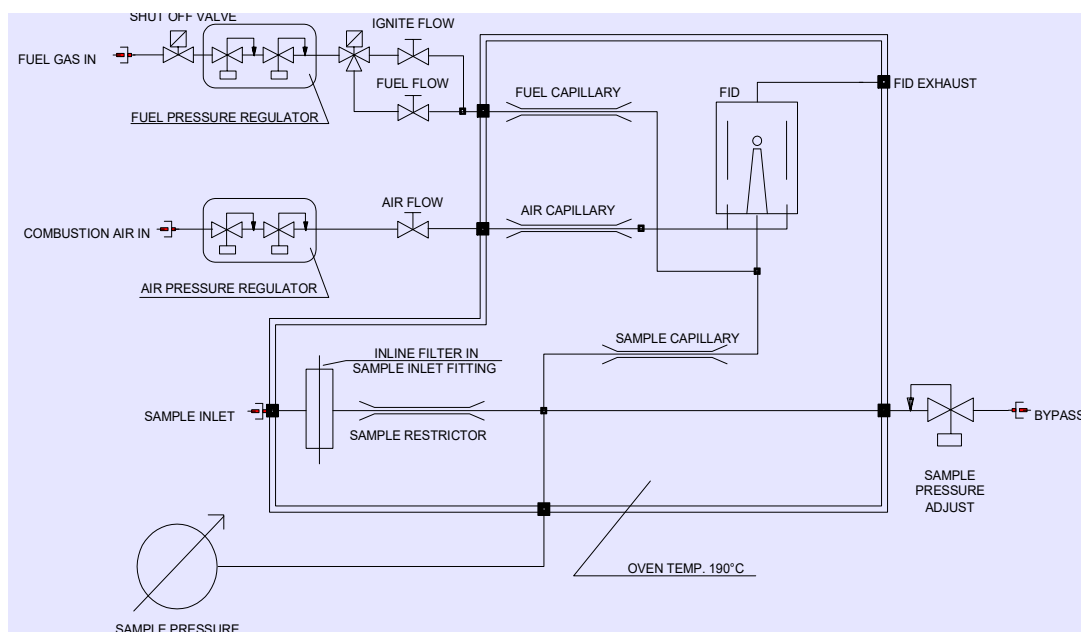 SHUT OFF VALVE
IGNITE FLOW
FUEL GAS IN
FUEL FLOW
FUEL CAPILLARY
FID
FID EXHAUST
FUEL PRESSURE REGULATOR
AIR FLOW
AIR CAPILLARY
COMBUSTION AIR IN
AIR PRESSURE REGULATOR
SAMPLE CAPILLARY
INLINE FILTER IN
SAMPLE INLET FITTING
SAMPLE INLET
SAMPLE RESTRICTOR
BYPASS
SAMPLE
PRESSURE
ADJUST
OVEN TEMP. 190°C
SAMPLE PRESSURE